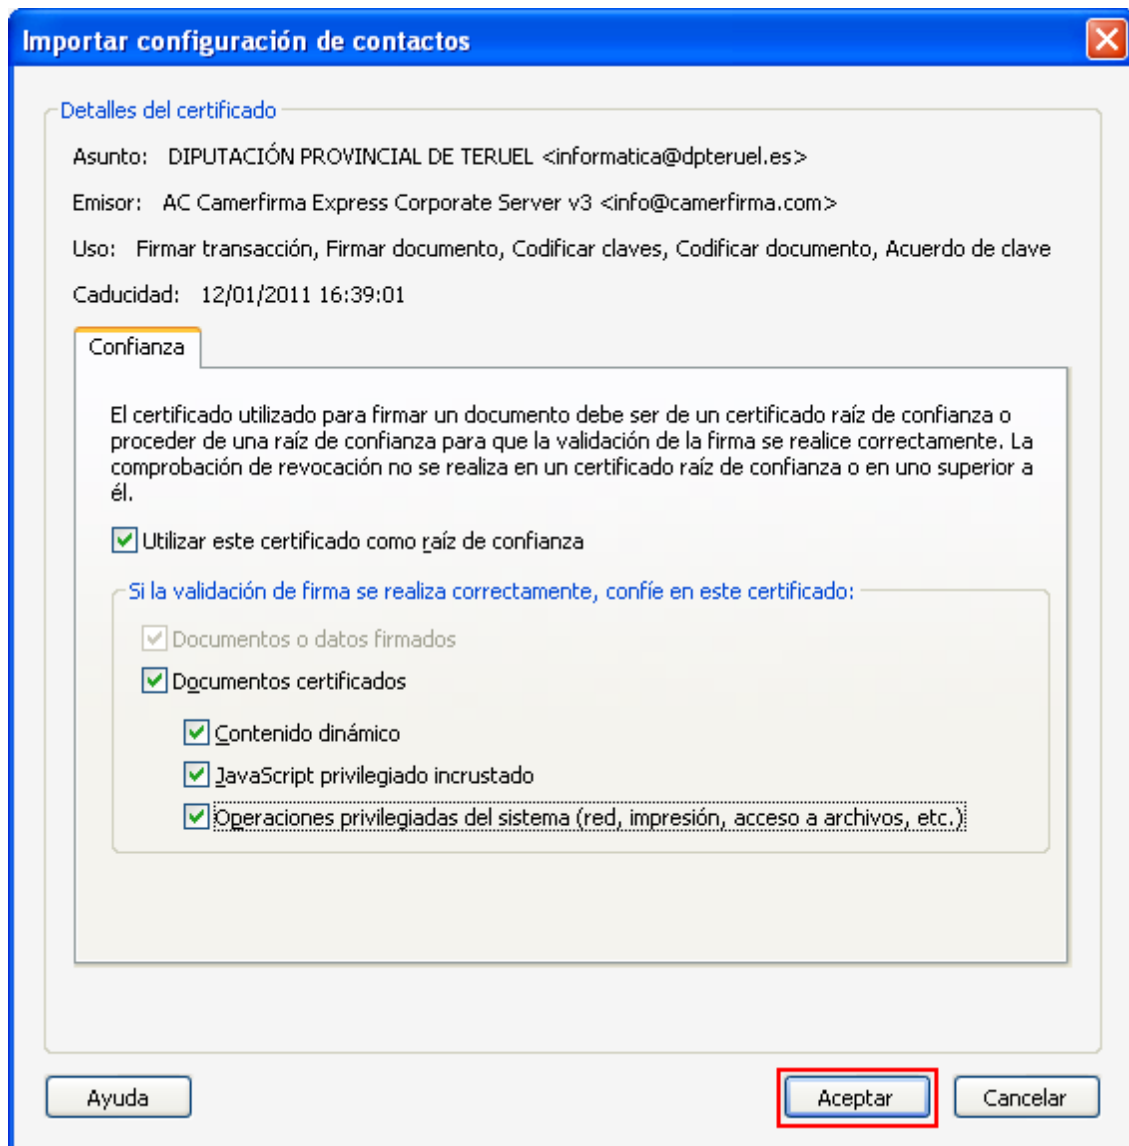 Importar configuración de contactos
Detalles del certificado
Asunto: DIPUTACIÓN PROVINCIAL DE TERUEL <informatica@dpteruel.es>
Emisor: AC Camerfirma Express Corporate Server v3 <info@camerfirma.com>
Uso: Firmar transacción, Firmar documento, Codificar claves, Codificar documento, Acuerdo de clave
Caducidad: 12/01/2011 16:39:01
Confianza
El certificado utilizado para firmar un documento debe ser de un certificado raíz de confianza o
proceder de una raíz de confianza para que la validación de la firma se realice correctamente. La
comprobación de revocación no se realiza en un certificado raíz de confianza o en uno superior a
él.
Utilizar este certificado como raíz de confianza
Si la validación de firma se realiza correctamente, confíe en este certificado:
Documentos o datos firmados
Documentos certificados
Contenido dinámico
JavaScript privilegiado incrustado
Operaciones privilegiadas del sistema (red, impresión, acceso a archivos, etc.)
Ayuda Aceptar Cancelar